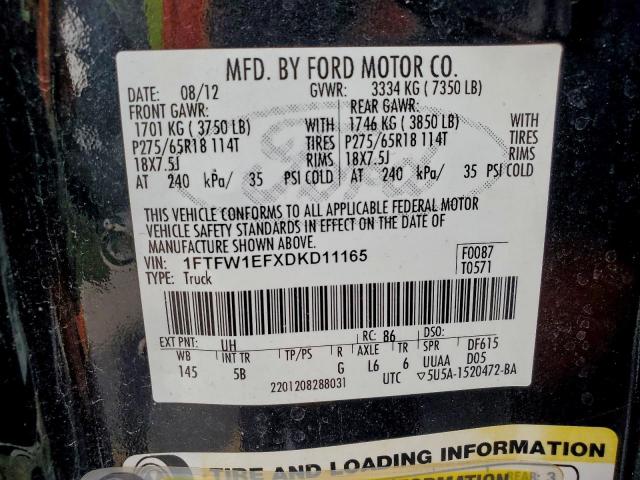 MFD. BY FORD MOTOR CO.
DATE: 08/12 GVWR: 3334 KG ( 7350 LB)
FRONT GAWR: REAR GAWR:
1701 KG ( 3750 LB) WITH 1746 KG ( 3850 LB) WITH
P275/65R18 114T TIRES P275/65R18 114T TIRES
18X7.5J RIMS 18X7.5J RIMS
AT 240 kPa/ 35 PSI COLD AT 240 kPa/ 35 PSI COLD
Ford
THIS VEHICLE CONFORMS TO ALL APPLICABLE FEDERAL MOTOR
VEHICLE SAFETY STANDARDS IN EFFECT ON THE DATE OF
MANUFACTURE SHOWN ABOVE.
VIN: 1FTFW1EFXDKD11165 F0087
TYPE: Truck T0571
EXT PNT: UH RC: 86 DSO:
WB INT TR TP/PS R AXLE TR SPR DF615
145 5B G L6 6 UUAA D05
2201208288031 UTC ▽5U5A-1520472-BA
TIRE AND LOADING INFORMATION
REAR: 3